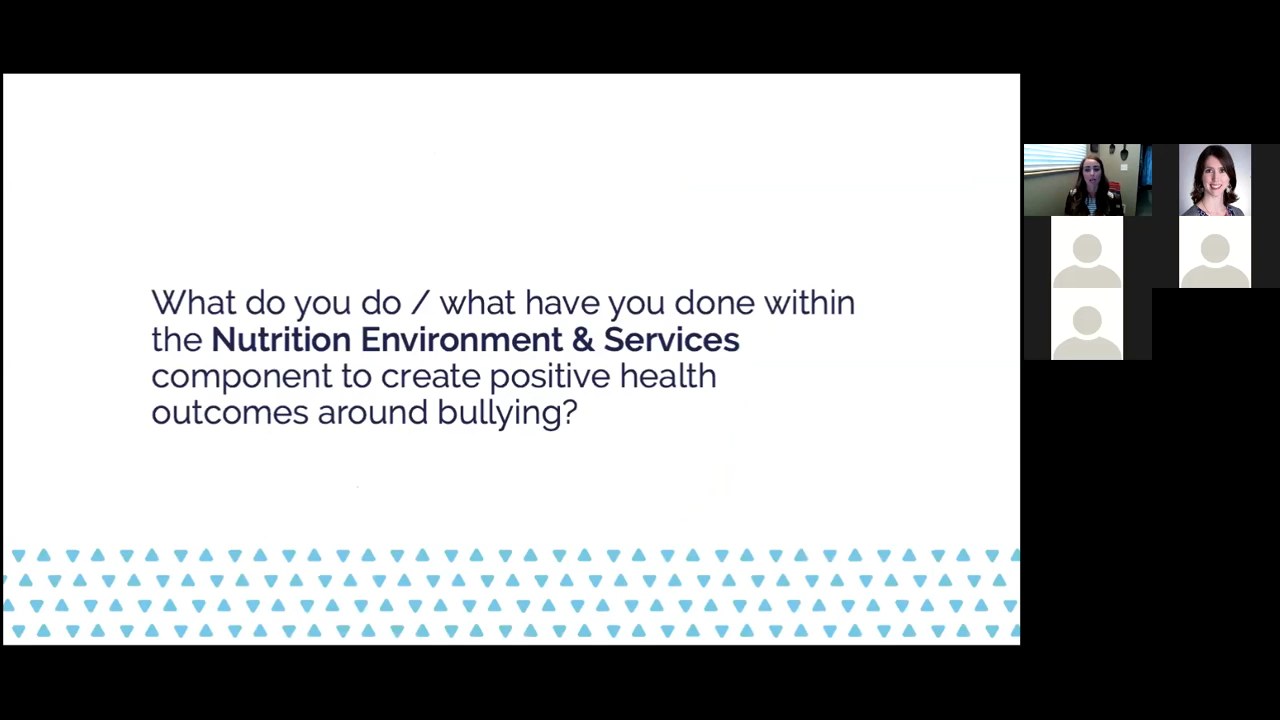 What do you do / what have you done within
the Nutrition Environment & Services
component to create positive health
outcomes around bullying?